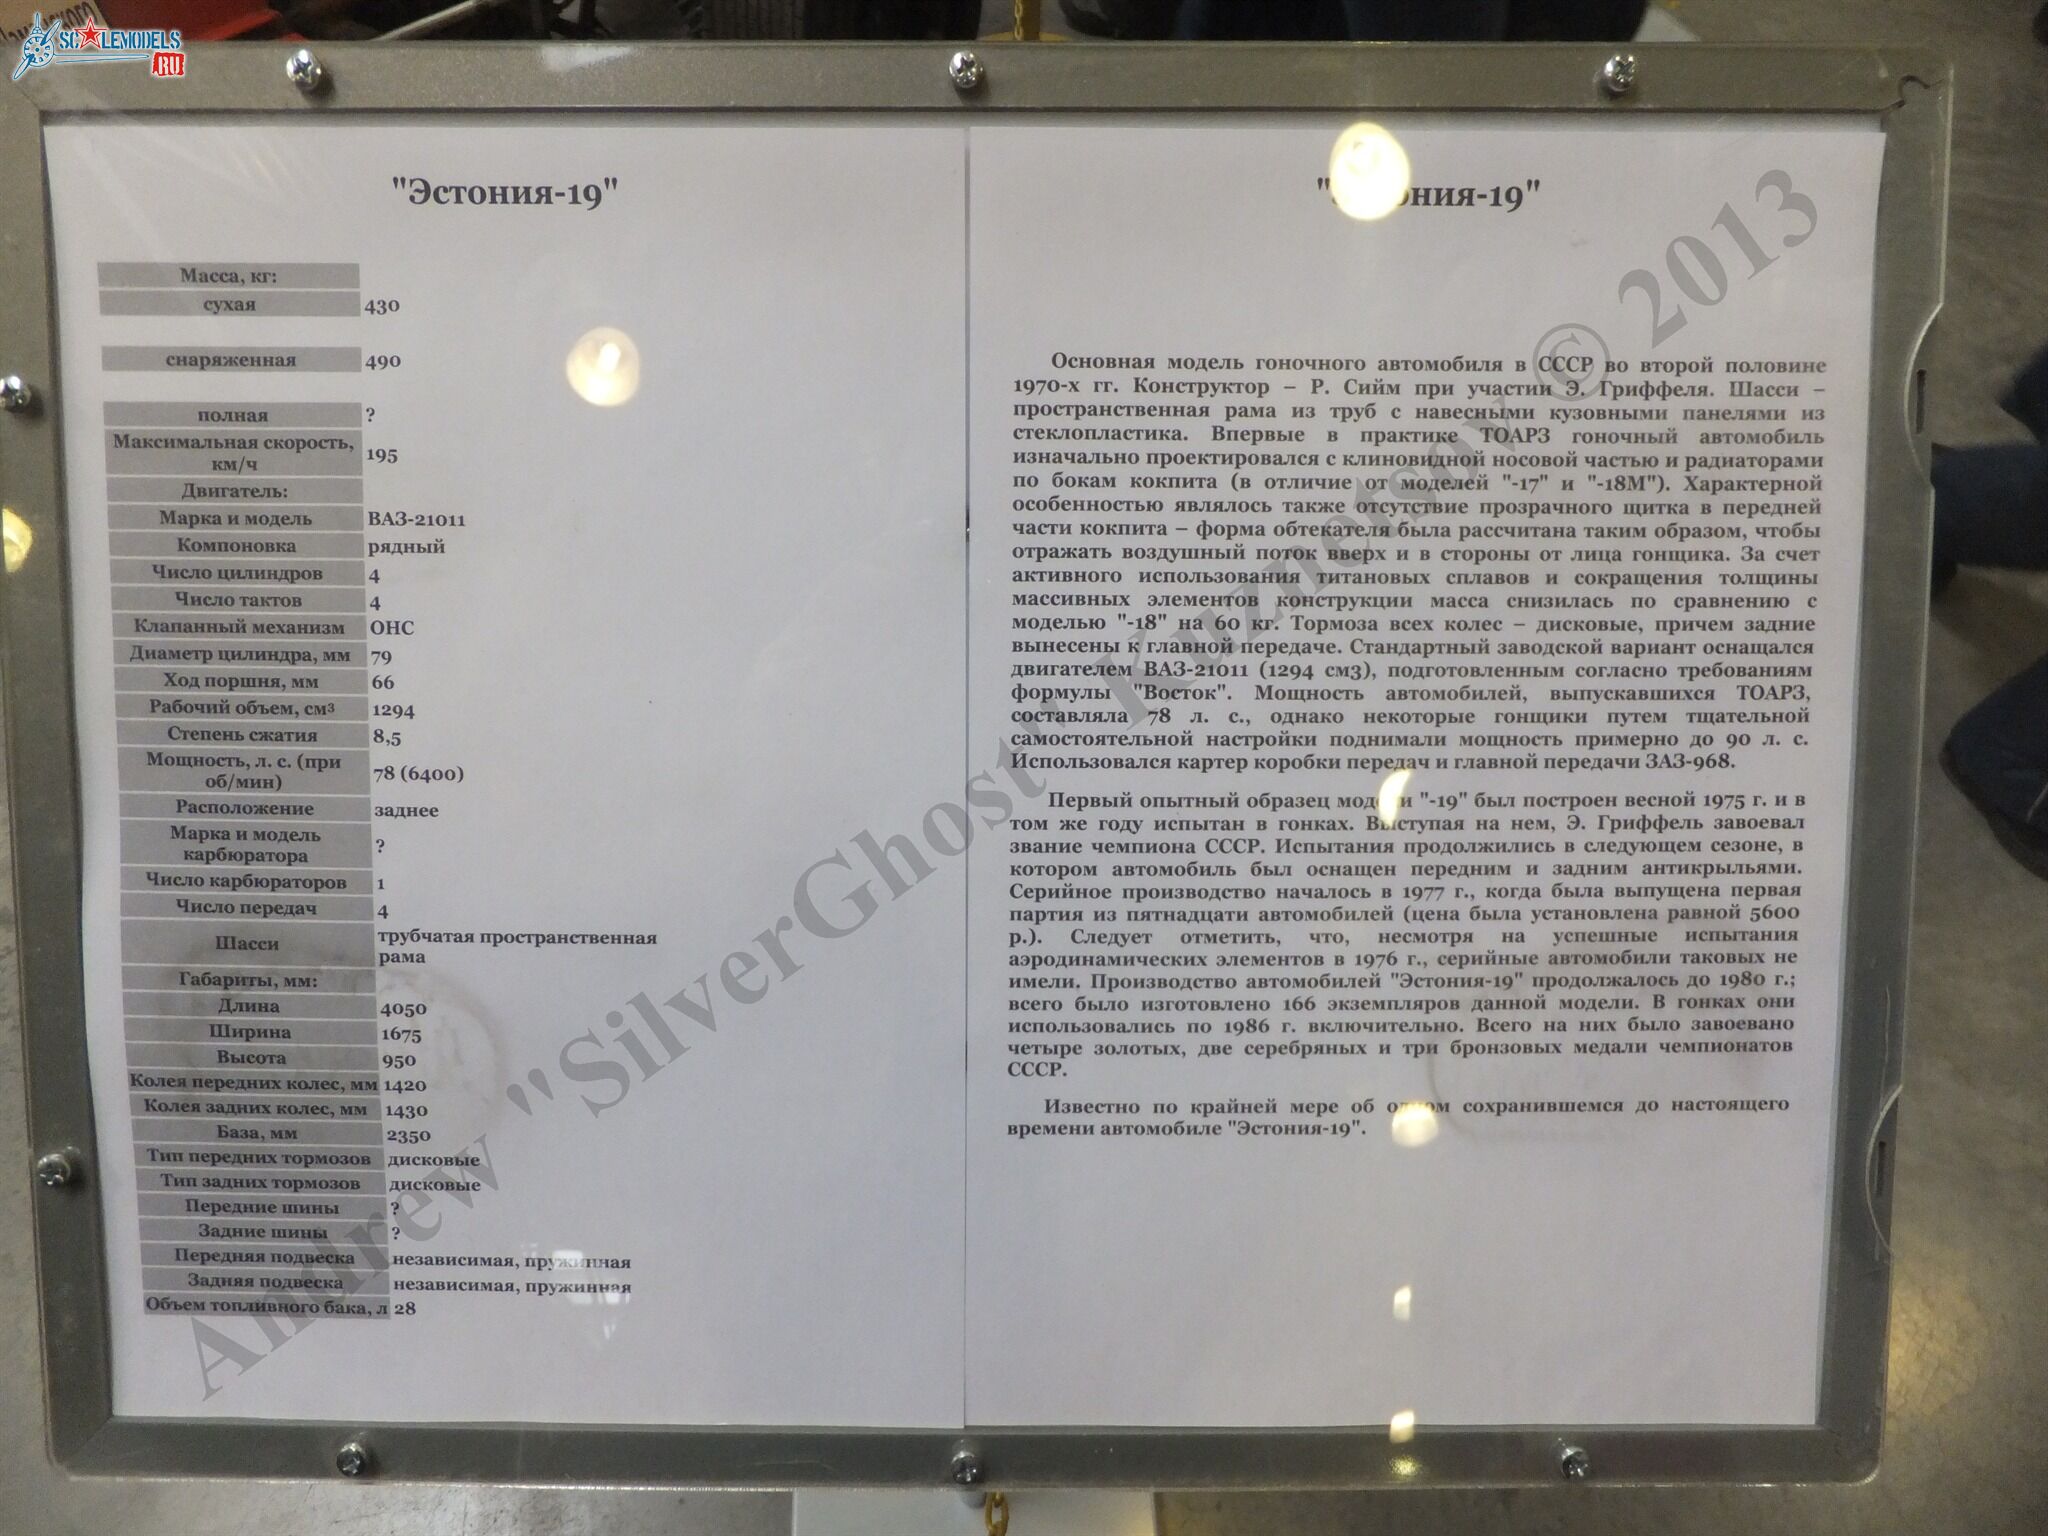 SCALEMODELS
.RU
"Эстония-19"
Масса, кг:
сухая 430
снаряженная 490
полная ?
Максимальная скорость,
км/ч 195
Двигатель:
Марка и модель ВАЗ-21011
Компоновка рядный
Число цилиндров 4
Число тактов 4
Клапанный механизм OHC
Диаметр цилиндра, мм 79
Ход поршня, мм 66
Рабочий объем, см3 1294
Степень сжатия 8,5
Мощность, л. с. (при
об/мин) 78 (6400)
Расположение заднее
Марка и модель
карбюратора ?
Число карбюраторов 1
Число передач 4
Шасси трубчатая пространственная
рама
Габариты, мм:
Длина 4050
Ширина 1675
Высота 950
Колея передних колес, мм 1420
Колея задних колес, мм 1430
База, мм 2350
Тип передних тормозов дисковые
Тип задних тормозов дисковые
Передние шины ?
Задние шины ?
Передняя подвеска независимая, пружинная
Задняя подвеска независимая, пружинная
Объем топливного бака, л 28
"Эстония-19"
Основная модель гоночного автомобиля в СССР во второй половине
1970-х гг. Конструктор – Р. Сийм при участии Э. Гриффеля. Шасси –
пространственная рама из труб с навесными кузовными панелями из
стеклопластика. Впервые в практике ТОАРЗ гоночный автомобиль
изначально проектировался с клиновидной носовой частью и радиаторами
по бокам кокпита (в отличие от моделей "-17" и "-18М"). Характерной
особенностью являлось также отсутствие прозрачного щитка в передней
части кокпита – форма обтекателя была рассчитана таким образом, чтобы
отражать воздушный поток вверх и в стороны от лица гонщика. За счет
активного использования титановых сплавов и сокращения толщины
массивных элементов конструкции масса снизилась по сравнению с
моделью "-18" на 60 кг. Тормоза всех колес – дисковые, причем задние
вынесены к главной передаче. Стандартный заводской вариант оснащался
двигателем ВАЗ-21011 (1294 см3), подготовленным согласно требованиям
формулы "Восток". Мощность автомобилей, выпускавшихся ТОАРЗ,
составляла 78 л. с., однако некоторые гонщики путем тщательной
самостоятельной настройки поднимали мощность примерно до 90 л. с.
Использовался картер коробки передач и главной передачи ЗАЗ-968.
Первый опытный образец модели "-19" был построен весной 1975 г. и в
том же году испытан в гонках. Выступая на нем, Э. Гриффель завоевал
звание чемпиона СССР. Испытания продолжились в следующем сезоне, в
котором автомобиль был оснащен передним и задним антикрыльями.
Серийное производство началось в 1977 г., когда была выпущена первая
партия из пятнадцати автомобилей (цена была установлена равной 5600
р.). Следует отметить, что, несмотря на успешные испытания
аэродинамических элементов в 1976 г., серийные автомобили таковых не
имели. Производство автомобилей "Эстония-19" продолжалось до 1980 г.;
всего было изготовлено 166 экземпляров данной модели. В гонках они
использовались по 1986 г. включительно. Всего на них было завоевано
четыре золотых, две серебряных и три бронзовых медали чемпионатов
СССР.
Известно по крайней мере об одном сохранившемся до настоящего
времени автомобиле "Эстония-19".
Andrew "SilverGhost" Kuznetsov © 2013